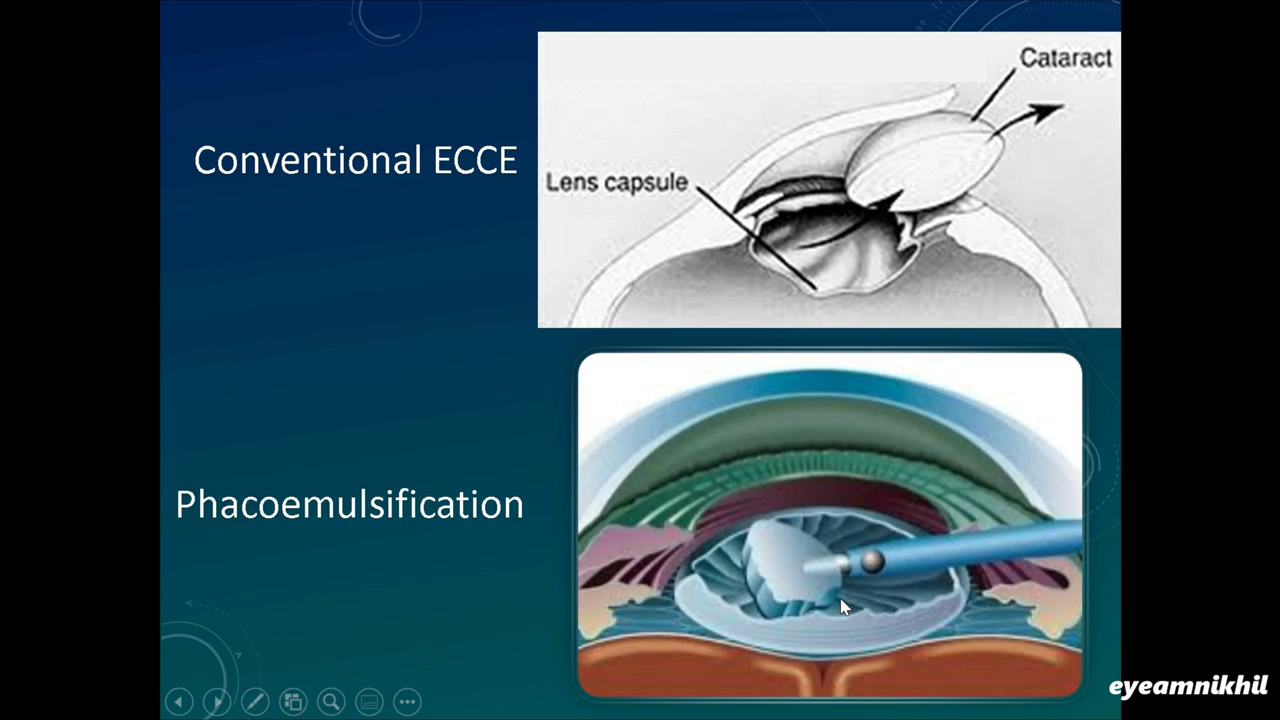 Conventional ECCE
Cataract
Lens capsule
Phacoemulsification
eyeamnikhil